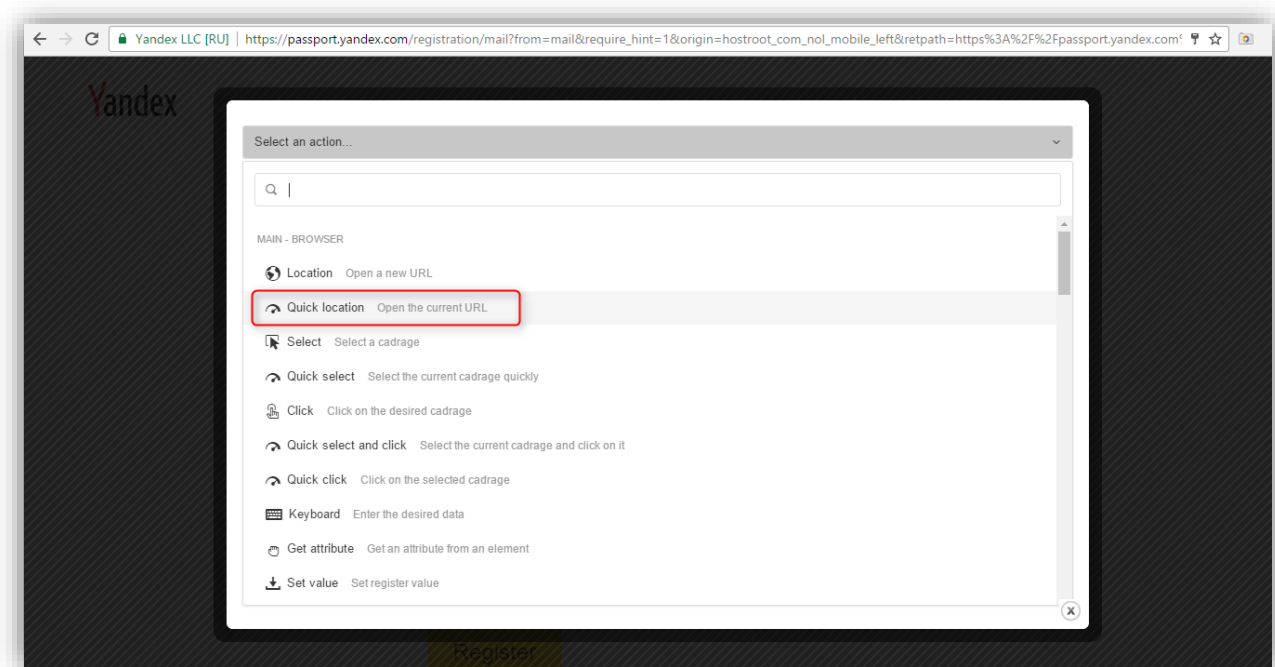 Yandex LLC [RU] | https://passport.yandex.com/registration/mail?from=mail&require_hint=1&origin=hostroot_com_nol_mobile_left&retpath=https%3A%2F%2Fpassport.yandex.com%
Yandex
Select an action...
MAIN - BROWSER
Location Open a new URL
Quick location Open the current URL
Select Select a cadrage
Quick select Select the current cadrage quickly
Click Click on the desired cadrage
Quick select and click Select the current cadrage and click on it
Quick click Click on the selected cadrage
Keyboard Enter the desired data
Get attribute Get an attribute from an element
Set value Set register value
Register